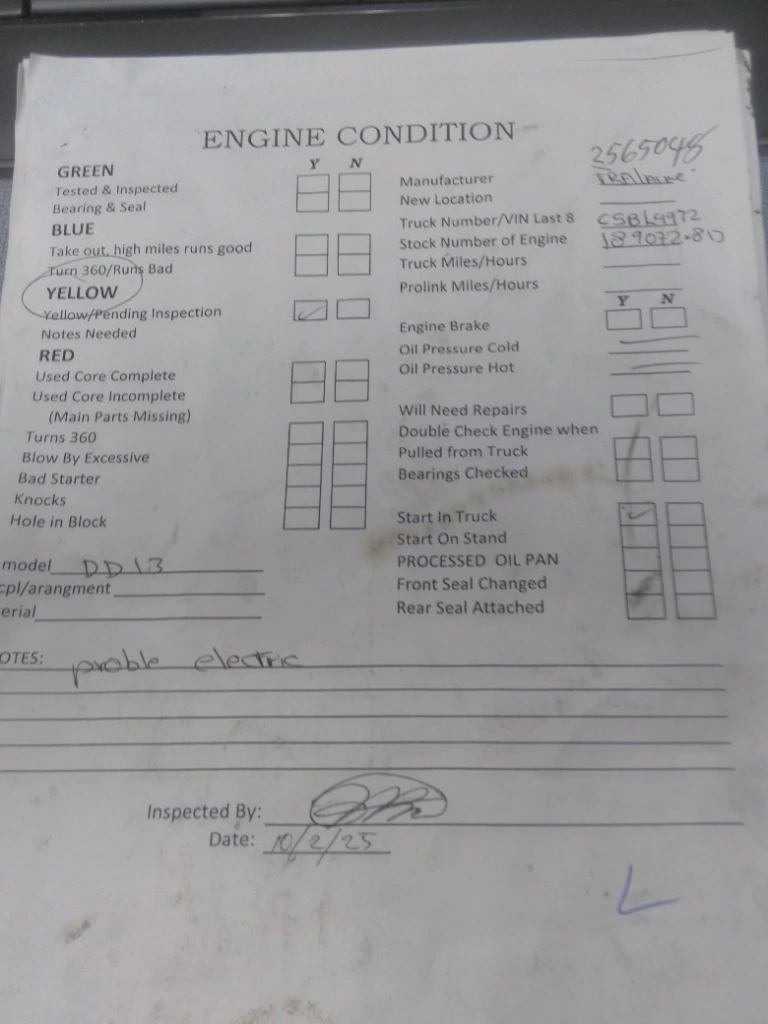 ENGINE CONDITION
2565048
GREEN
Y N
Tested & Inspected
Bearing & Seal
BLUE
Take out, high miles runs good
Turn 360/Runs Bad
YELLOW
Yellow/Pending Inspection
Notes Needed
RED
Used Core Complete
Used Core Incomplete
(Main Parts Missing)
Turns 360
Blow By Excessive
Bad Starter
Knocks
Hole in Block
Manufacturer
New Location
Truck Number/VIN Last 8 CSBL4972
Stock Number of Engine 189072.81)
Truck Miles/Hours
Prolink Miles/Hours
Y N
Engine Brake
Oil Pressure Cold
Oil Pressure Hot
Will Need Repairs
Double Check Engine when
Pulled from Truck
Bearings Checked
Start In Truck ✓
Start On Stand
PROCESSED OIL PAN
Front Seal Changed
Rear Seal Attached
model DD13
cpl/arangment
erial
OTES: proble electric
Inspected By:
Date: 10/2/25
L